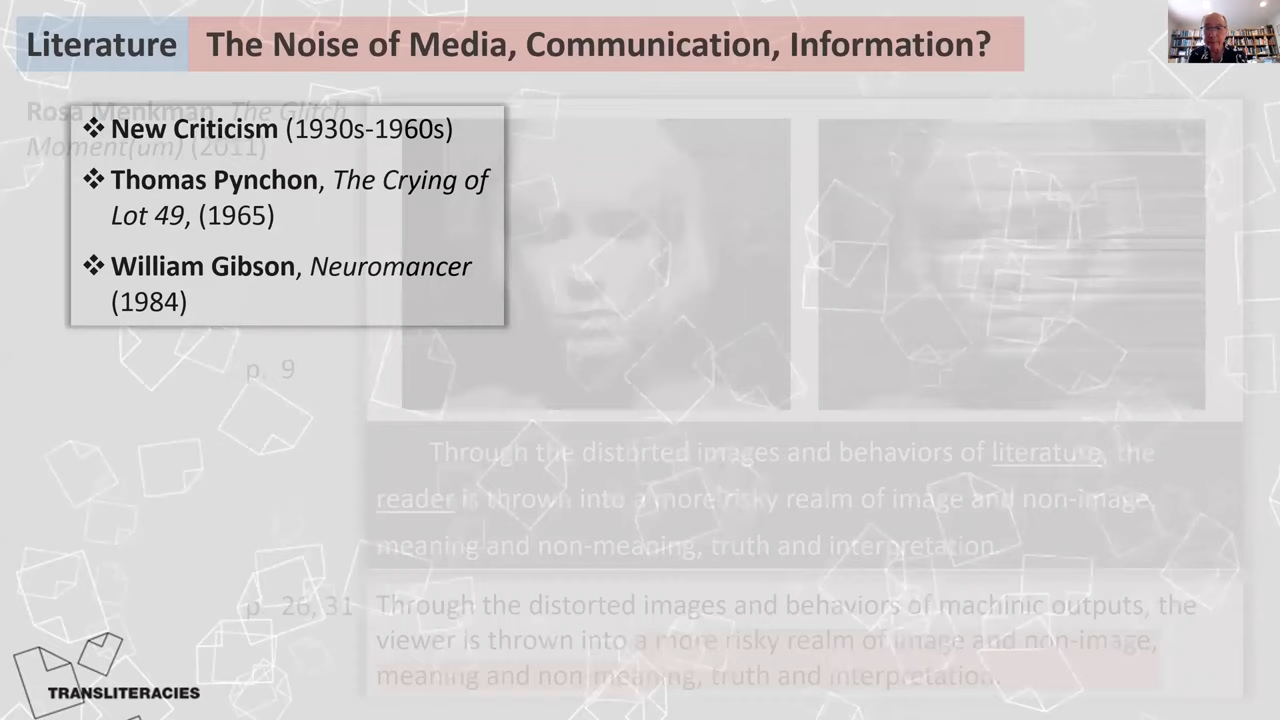 Literature The Noise of Media, Communication, Information?
Rosa Menkman, The Glitch
Moment(um) (2011)
❖ New Criticism (1930s-1960s)
❖ Thomas Pynchon, The Crying of
Lot 49, (1965)
❖ William Gibson, Neuromancer
(1984)
p. 9
Through the distorted images and behaviors of literature, the
reader is thrown into a more risky realm of image and non-image,
meaning and non-meaning, truth and interpretation.
p. 26, 31
Through the distorted images and behaviors of machinic outputs, the
viewer is thrown into a more risky realm of image and non-image,
meaning and non-meaning, truth and interpretation.
TRANSLITERACIES